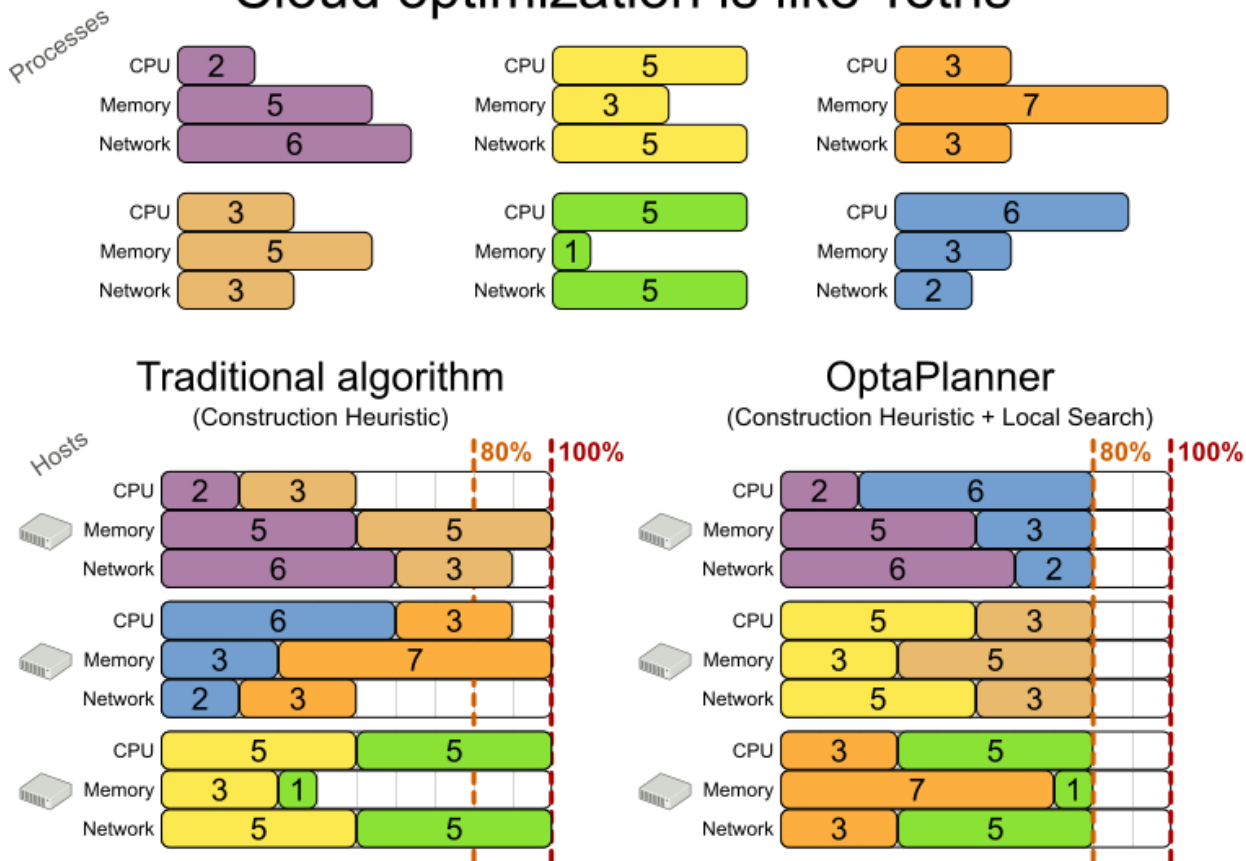 Cloud optimization is like Tetris
Processes
CPU 2 CPU 5 CPU 3
Memory 5 Memory 3 Memory 7
Network 6 Network 5 Network 3
CPU 3 CPU 5 CPU 6
Memory 5 Memory 1 Memory 3
Network 3 Network 5 Network 2
Traditional algorithm OptaPlanner
(Construction Heuristic) (Construction Heuristic + Local Search)
Hosts 80% 100% 80% 100%
CPU 2 3 CPU 2 6
Memory 5 5 Memory 5 3
Network 6 3 Network 6 2
CPU 6 3 CPU 5 3
Memory 3 7 Memory 3 5
Network 2 3 Network 5 3
CPU 5 5 CPU 3 5
Memory 3 1 Memory 7 1
Network 5 5 Network 3 5